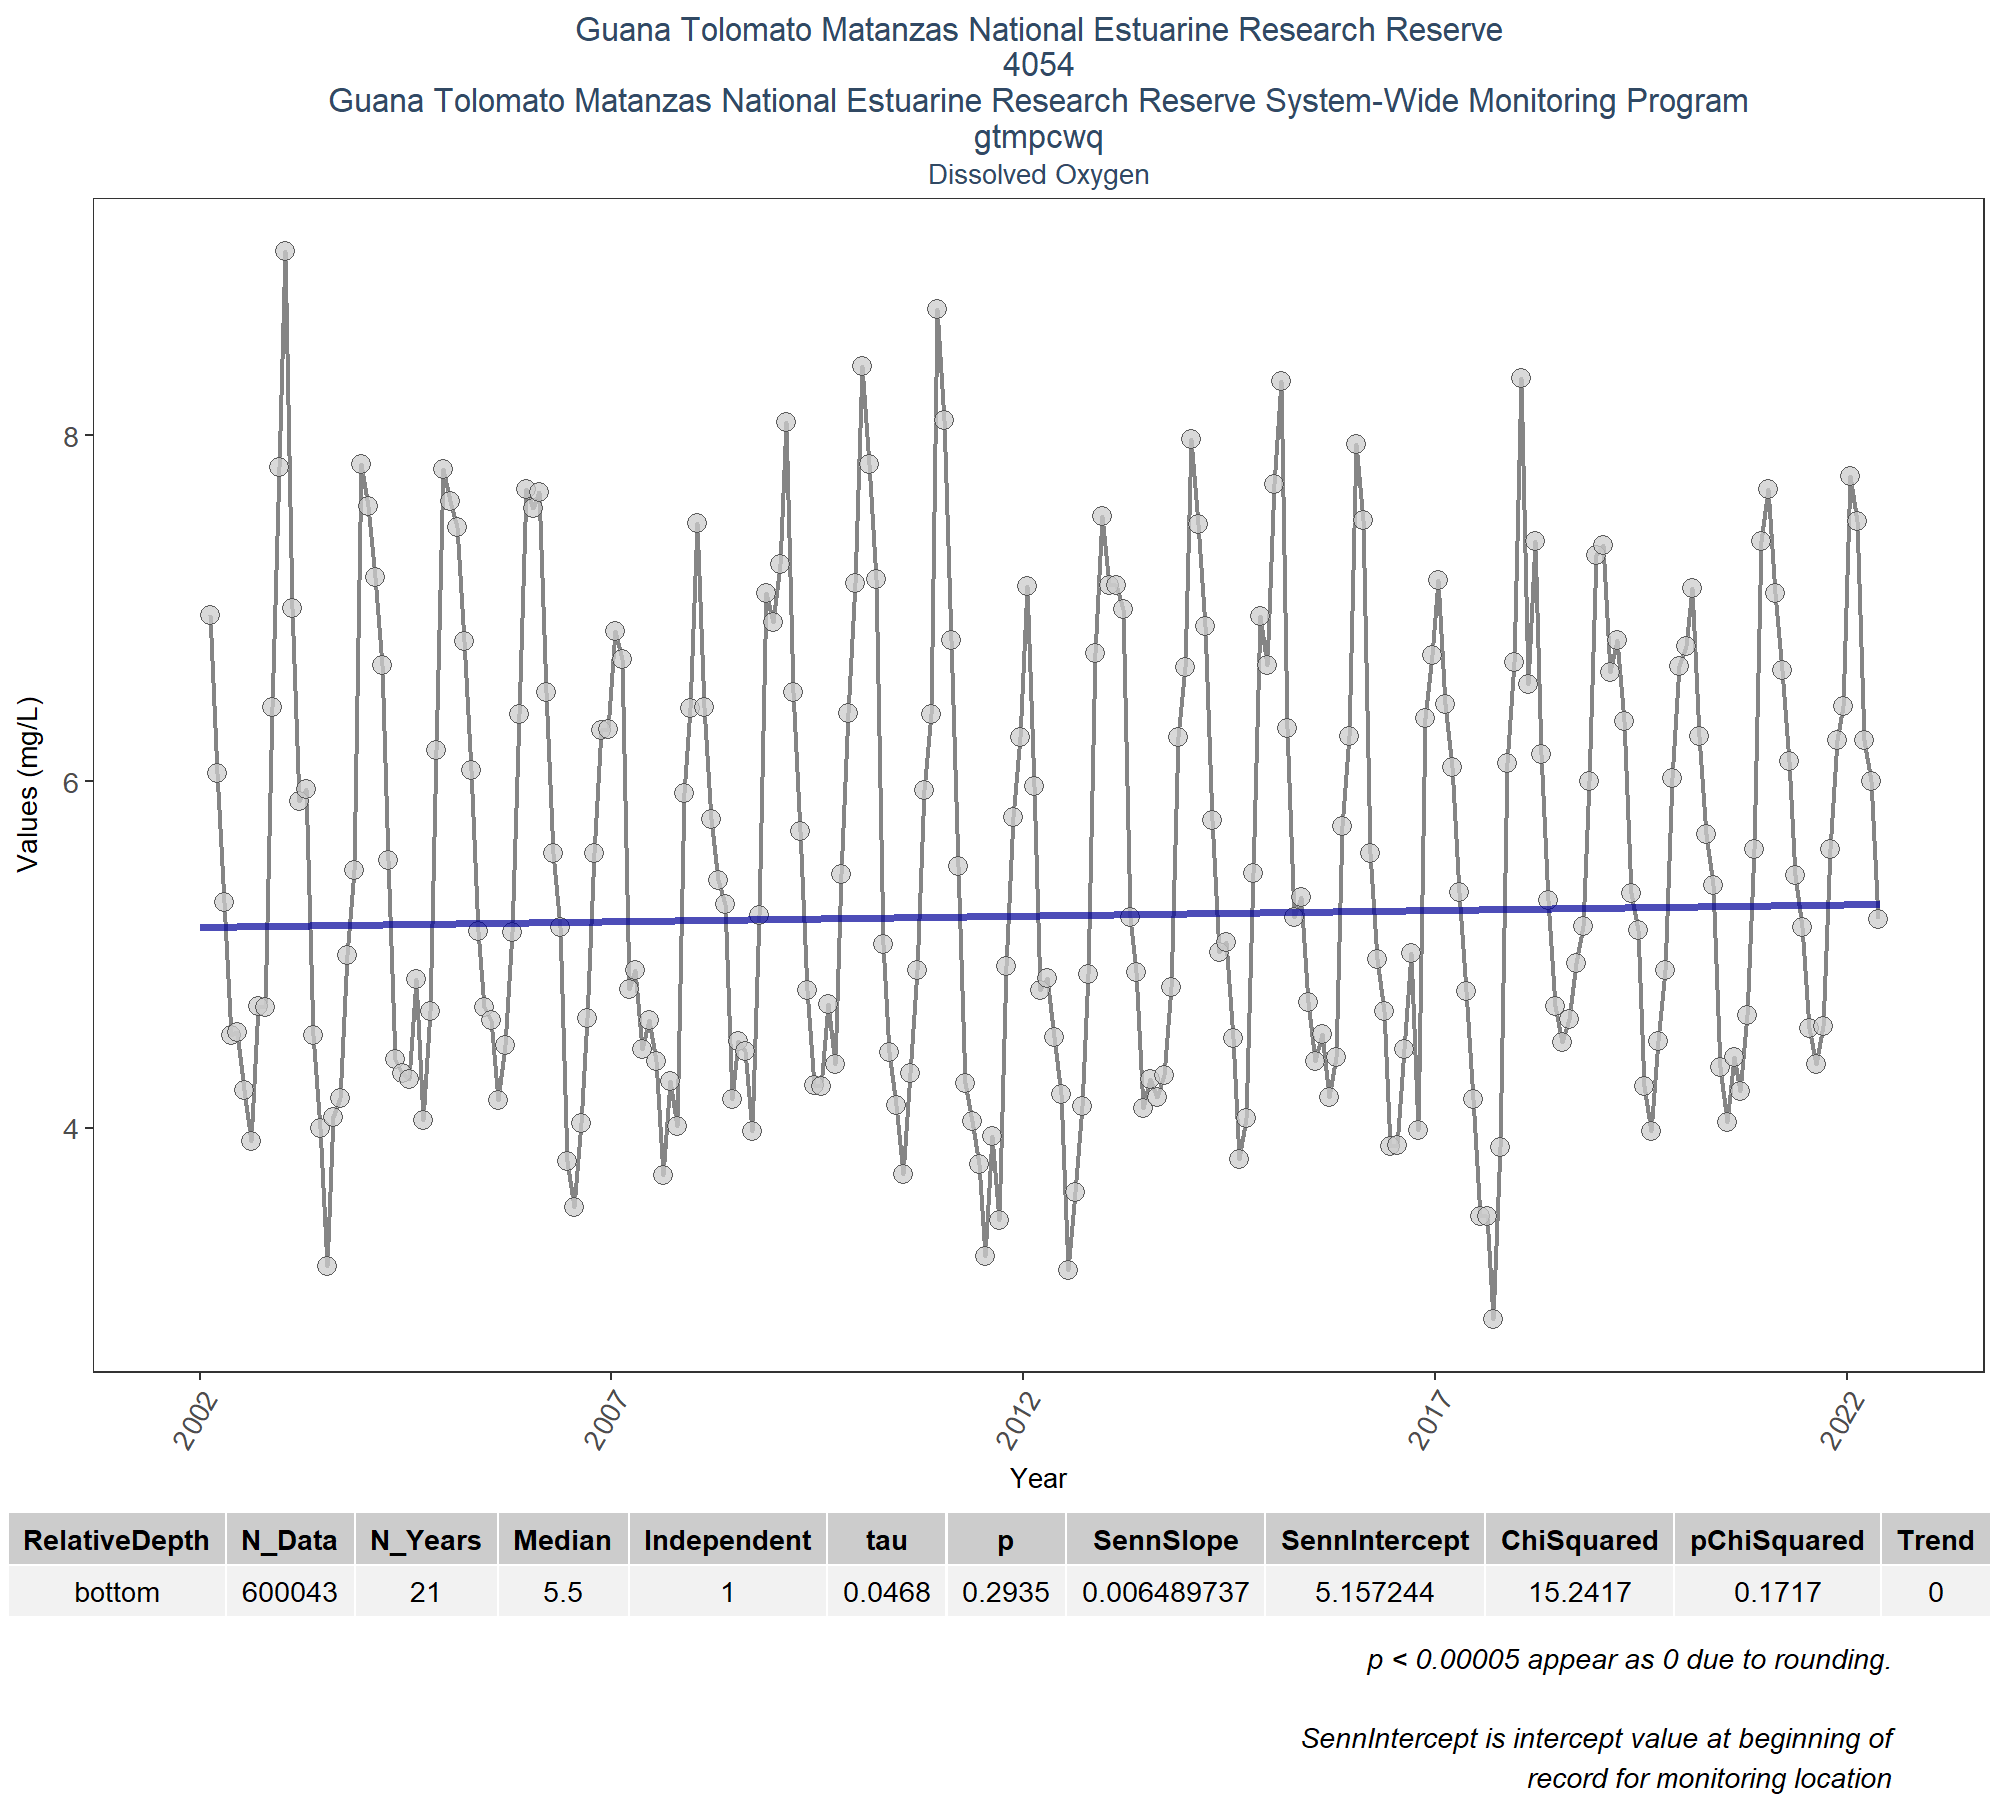 Guana Tolomato Matanzas National Estuarine Research Reserve
4054
Guana Tolomato Matanzas National Estuarine Research Reserve System-Wide Monitoring Program
gtmpcwq
Dissolved Oxygen
Values (mg/L)
8
6
4
2002 2007 2012 2017 2022
Year
RelativeDepth N_Data N_Years Median Independent tau p SennSlope SennIntercept ChiSquared pChiSquared Trend
bottom 600043 21 5.5 1 0.0468 0.2935 0.006489737 5.157244 15.2417 0.1717 0
p < 0.00005 appear as 0 due to rounding.
SennIntercept is intercept value at beginning of
record for monitoring location